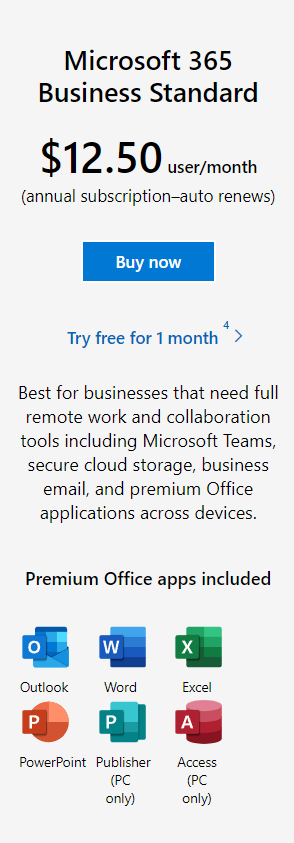 Microsoft 365
Business Standard
$12.50 user/month
(annual subscription–auto renews)
Buy now
Try free for 1 month 4
Best for businesses that need full
remote work and collaboration
tools including Microsoft Teams,
secure cloud storage, business
email, and premium Office
applications across devices.
Premium Office apps included
O W X
Outlook Word Excel
P P A
PowerPoint Publisher Access
(PC (PC
only) only)